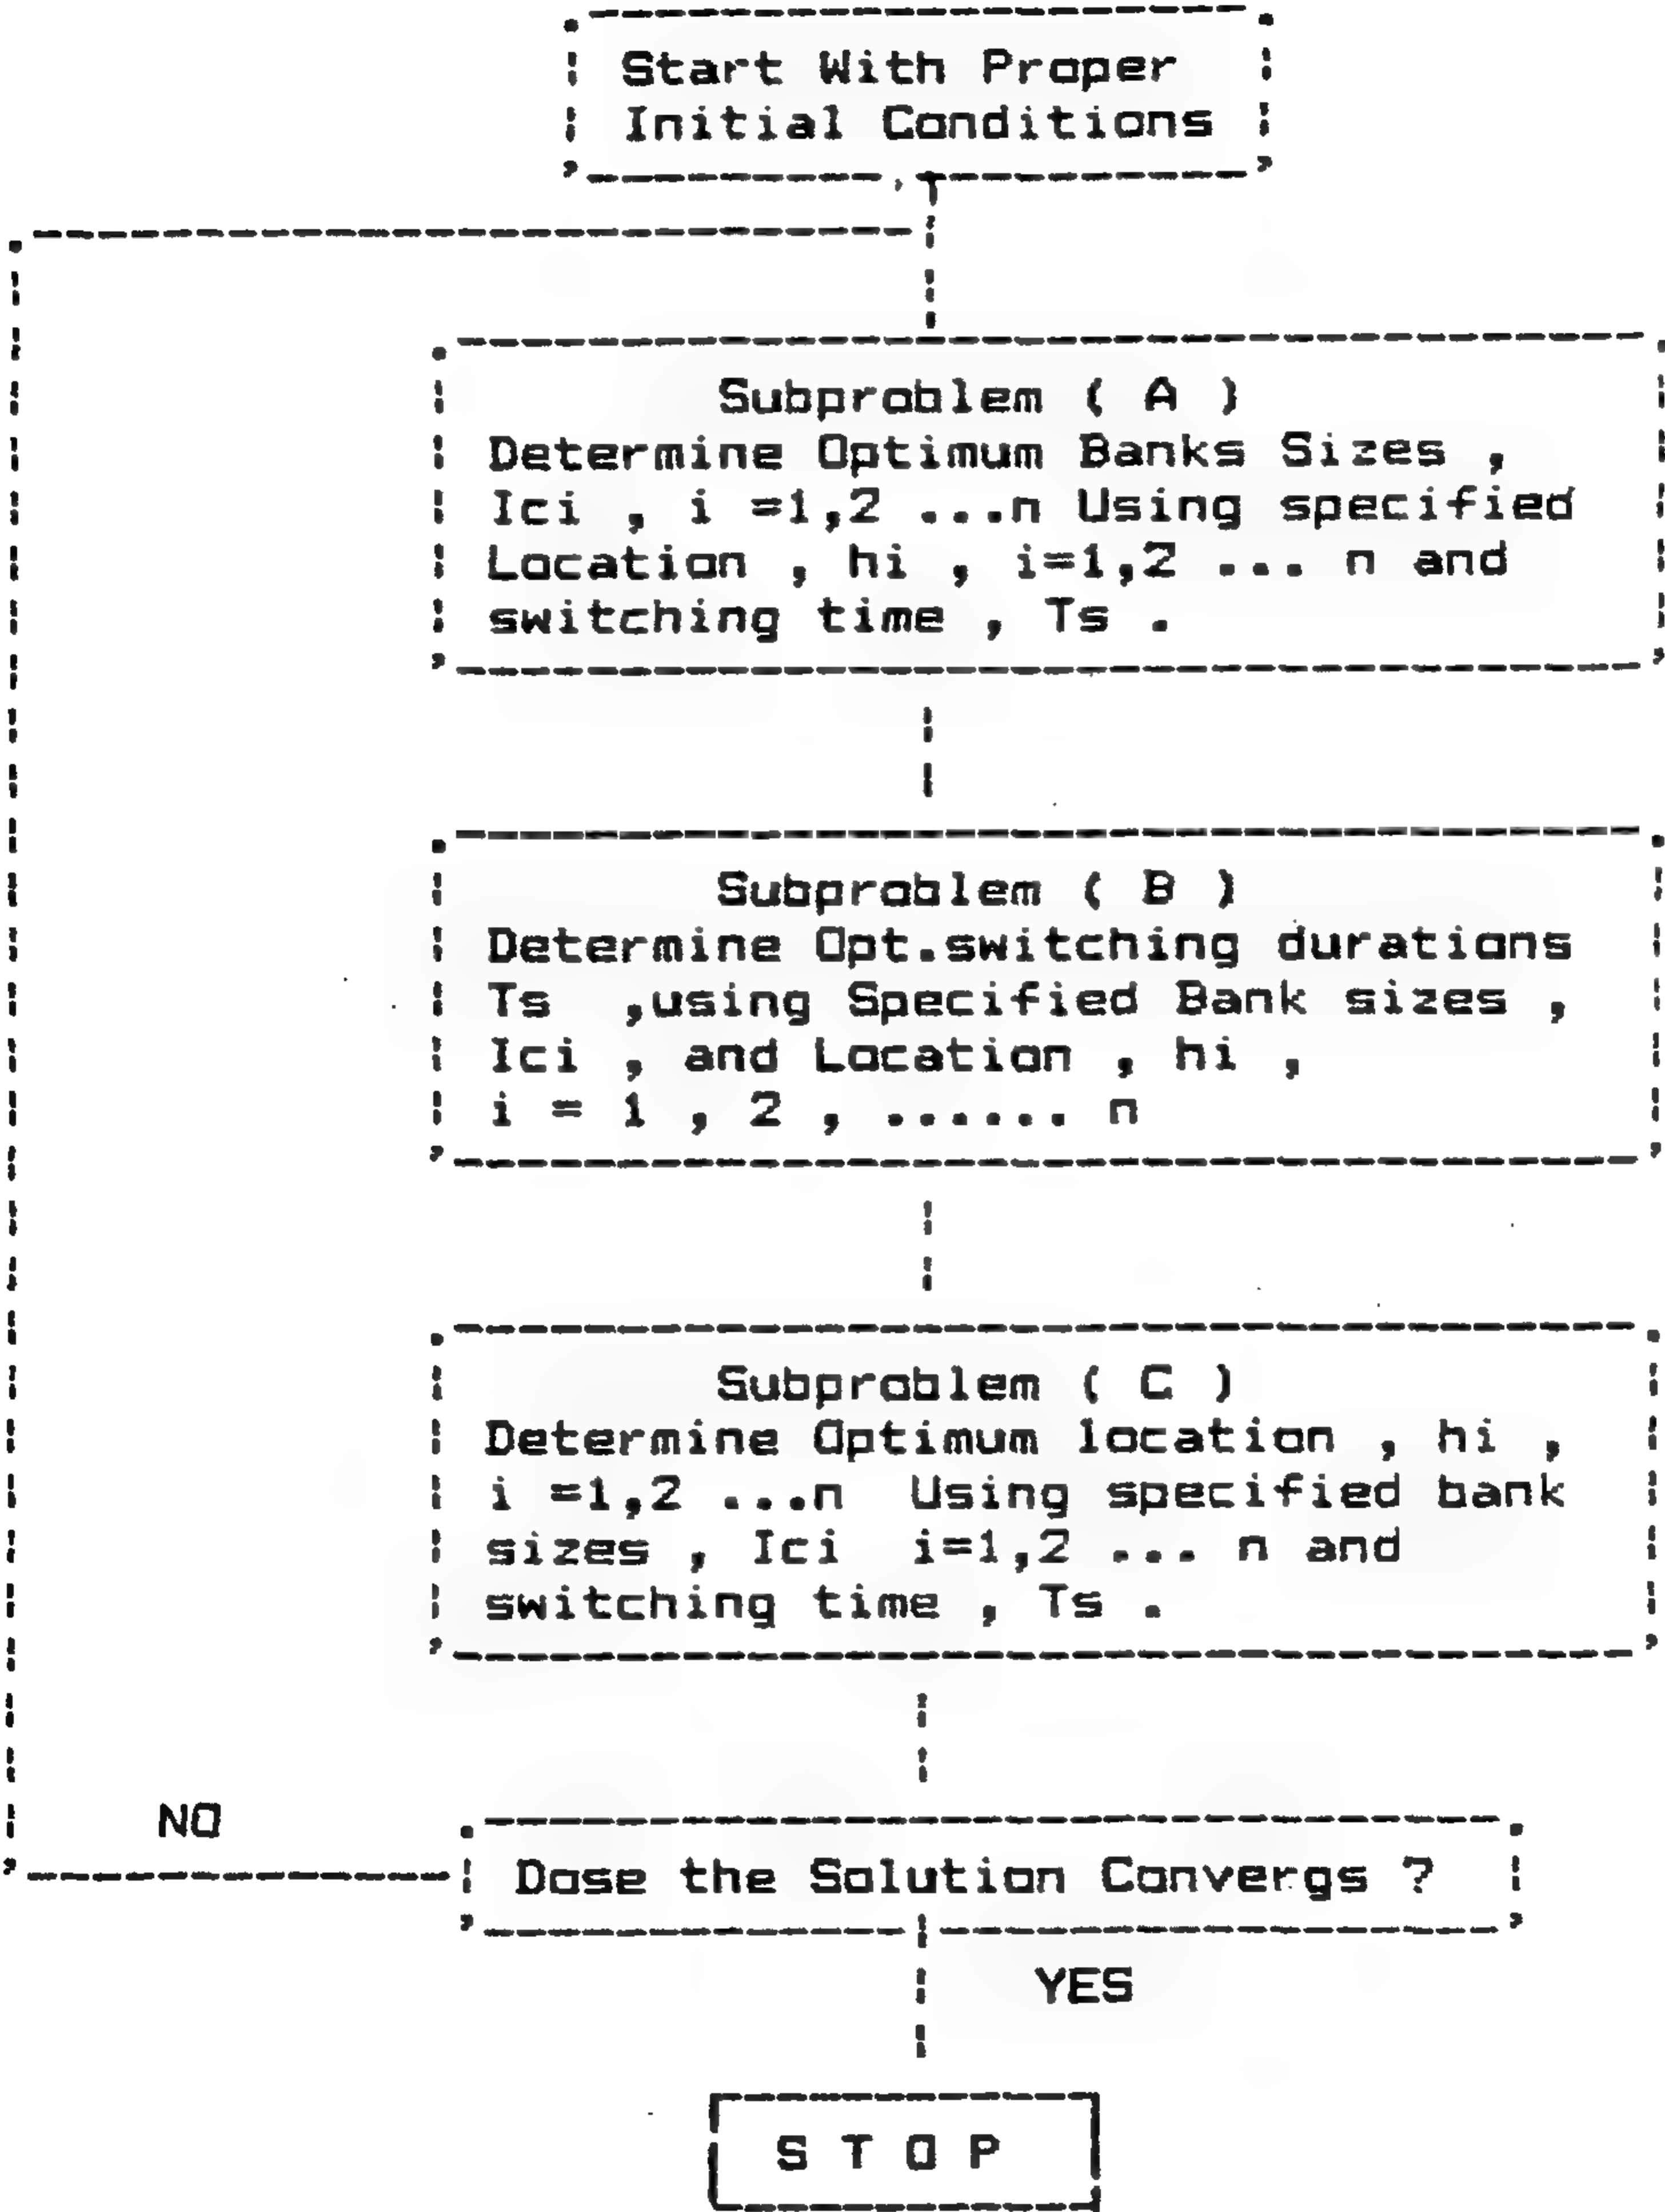 Start With Proper
Initial Conditions
Subproblem ( A )
Determine Optimum Banks Sizes ,
Ici , i =1,2 ...n Using specified
Location , hi , i=1,2 ... n and
switching time , Ts .
Subproblem ( B )
Determine Opt.switching durations
Ts ,using Specified Bank sizes ,
Ici , and Location , hi ,
i = 1 , 2 , ...... n
Subproblem ( C )
Determine Optimum location , hi ,
i =1,2 ...n Using specified bank
sizes , Ici i=1,2 ... n and
switching time , Ts .
NO
Dose the Solution Convergs ?
YES
S T O P